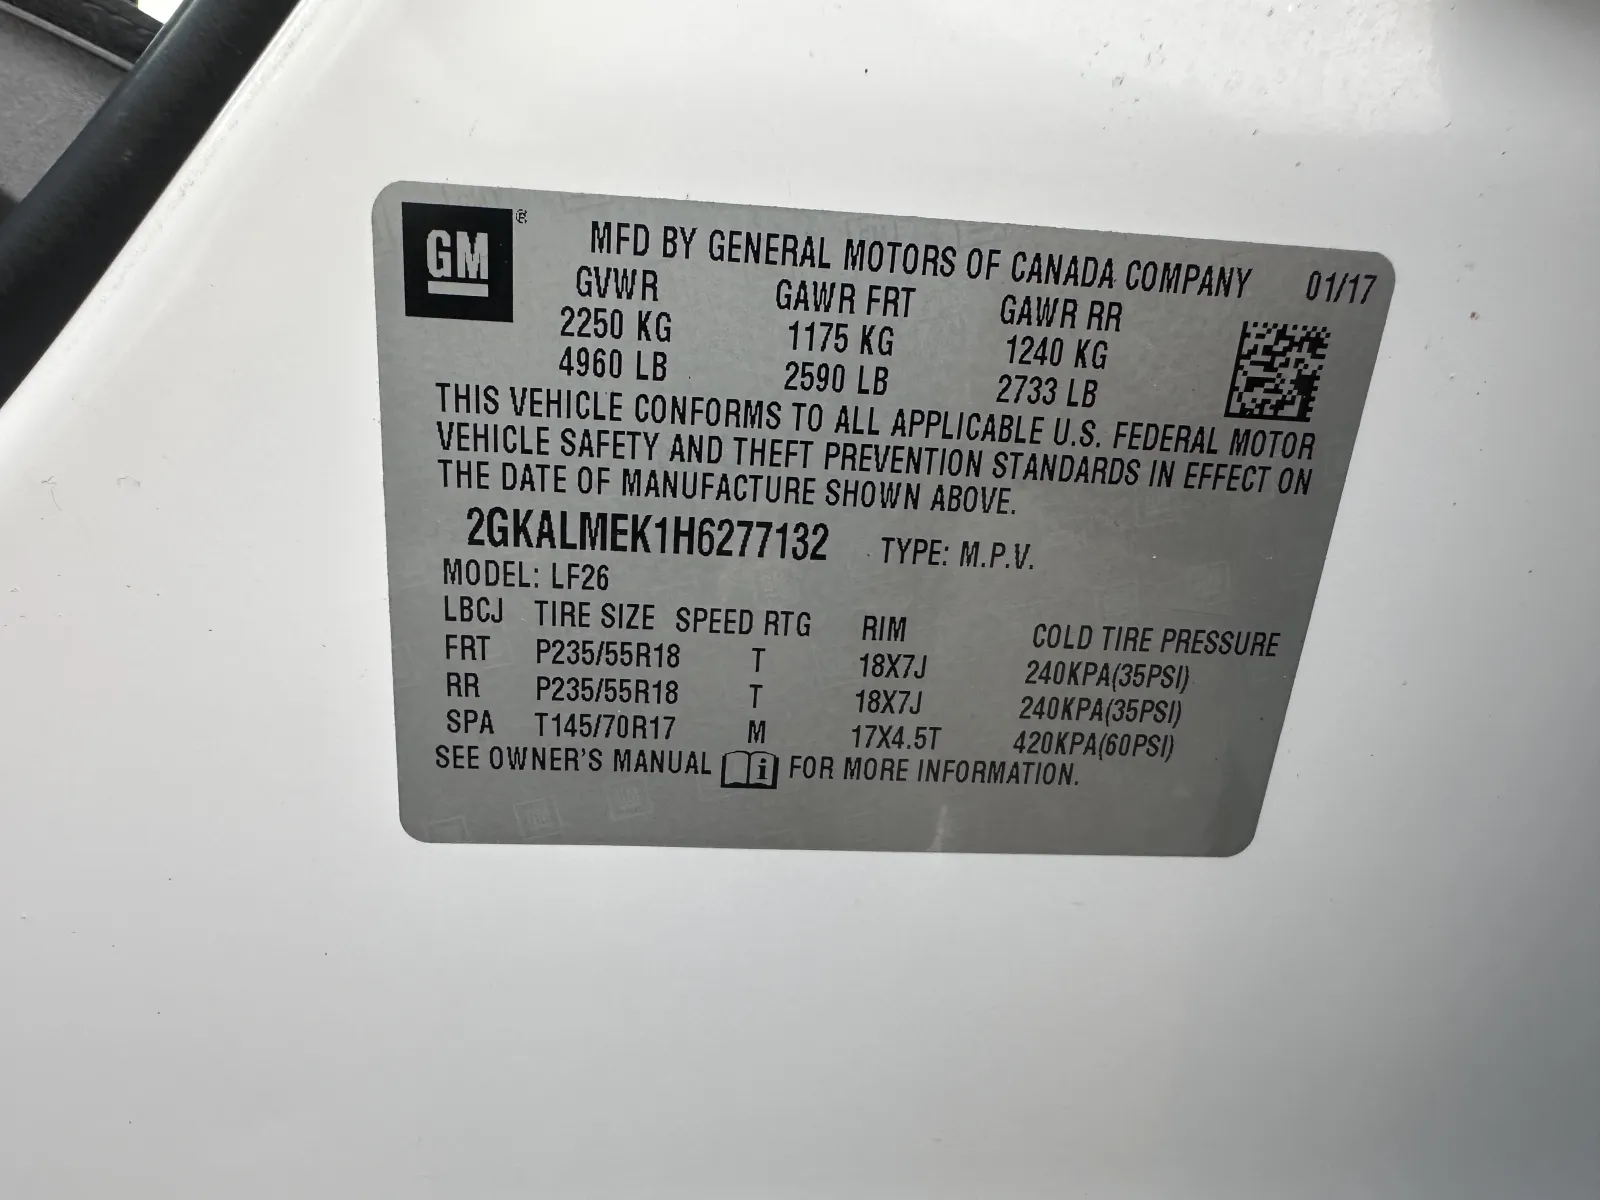 GM ®
MFD BY GENERAL MOTORS OF CANADA COMPANY 01/17
GVWR GAWR FRT GAWR RR
2250 KG 1175 KG 1240 KG
4960 LB 2590 LB 2733 LB
THIS VEHICLE CONFORMS TO ALL APPLICABLE U.S. FEDERAL MOTOR
VEHICLE SAFETY AND THEFT PREVENTION STANDARDS IN EFFECT ON
THE DATE OF MANUFACTURE SHOWN ABOVE.
2GKALMEK1H6277132 TYPE: M.P.V.
MODEL: LF26
LBCJ TIRE SIZE SPEED RTG RIM COLD TIRE PRESSURE
FRT P235/55R18 T 18X7J 240KPA(35PSI)
RR P235/55R18 T 18X7J 240KPA(35PSI)
SPA T145/70R17 M 17X4.5T 420KPA(60PSI)
SEE OWNER'S MANUAL i FOR MORE INFORMATION.